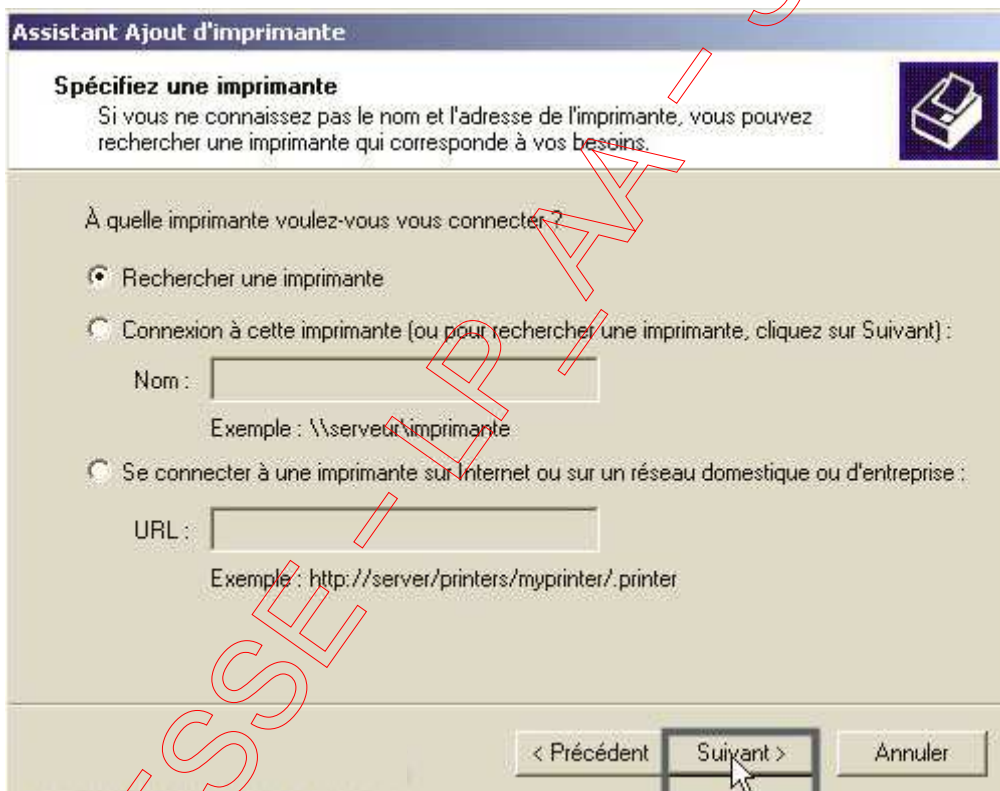 Assistant Ajout d'imprimante
Spécifiez une imprimante
Si vous ne connaissez pas le nom et l'adresse de l'imprimante, vous pouvez
rechercher une imprimante qui corresponde à vos besoins.
À quelle imprimante voulez-vous vous connecter ?
Rechercher une imprimante
Connexion à cette imprimante (ou pour rechercher une imprimante, cliquez sur Suivant) :
Nom :
Exemple : \\serveur\imprimante
Se connecter à une imprimante sur Internet ou sur un réseau domestique ou d'entreprise :
URL :
Exemple : http://server/printers/myprinter/.printer
< Précédent
Suivant >
Annuler